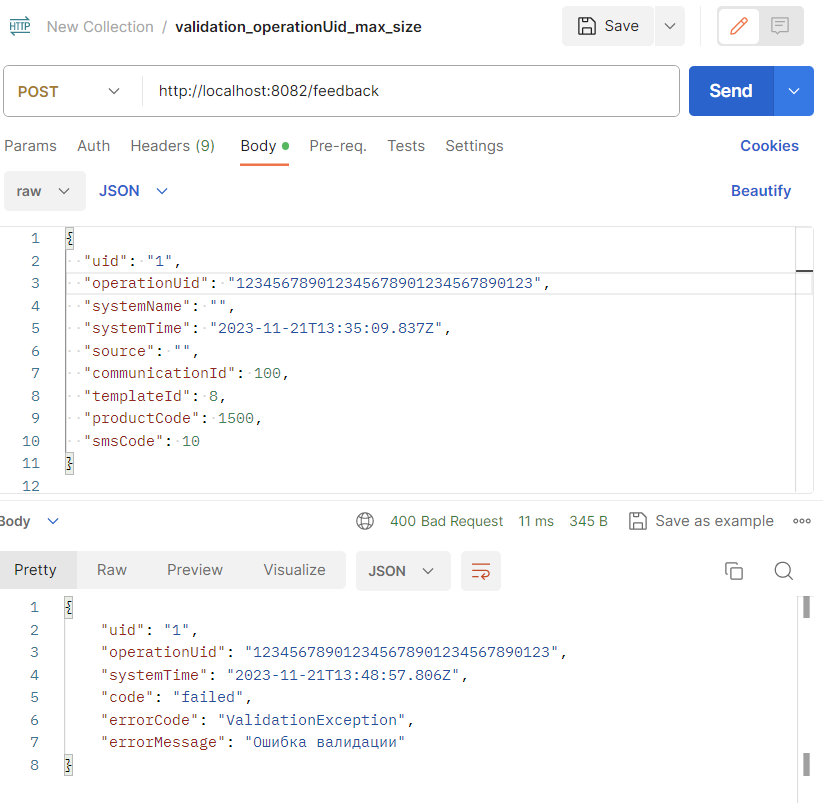 HTTP New Collection / validation_operationUid_max_size Save
POST http://localhost:8082/feedback Send
Params Auth Headers (9) Body Pre-req. Tests Settings Cookies
raw JSON Beautify
1 {
2 "uid": "1",
3 "operationUid": "123456789012345678901234567890123",
4 "systemName": "",
5 "systemTime": "2023-11-21T13:35:09.837Z",
6 "source": "",
7 "communicationId": 100,
8 "templateId": 8,
9 "productCode": 1500,
10 "smsCode": 10
11 }
12
Body 400 Bad Request 11 ms 345 B Save as example
Pretty Raw Preview Visualize JSON
1 {
2 "uid": "1",
3 "operationUid": "123456789012345678901234567890123",
4 "systemTime": "2023-11-21T13:48:57.806Z",
5 "code": "failed",
6 "errorCode": "ValidationException",
7 "errorMessage": "Ошибка валидации"
8 }